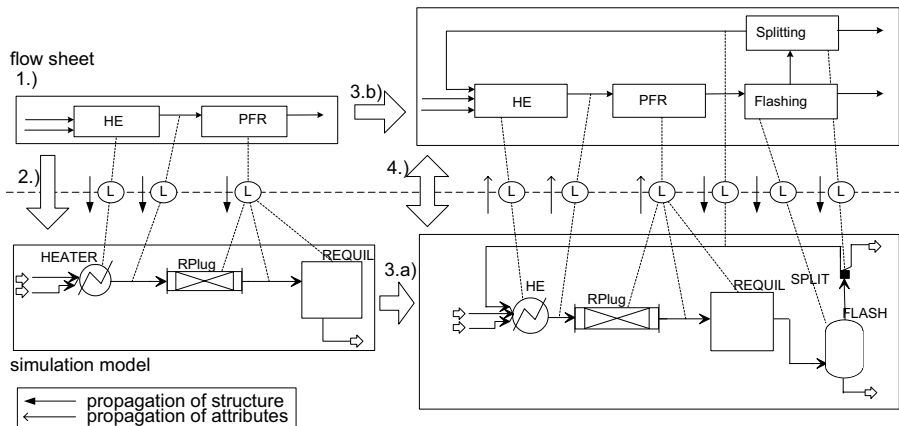 flow sheet
1.)
HE
PFR
3.b)
Splitting
HE
PFR
Flashing
2.)
L
L
L
4.)
L
L
L
L
L
L
HEATER
RPlug
REQUIL
3.a)
HE
RPlug
REQUIL
SPLIT
FLASH
simulation model
propagation of structure
propagation of attributes